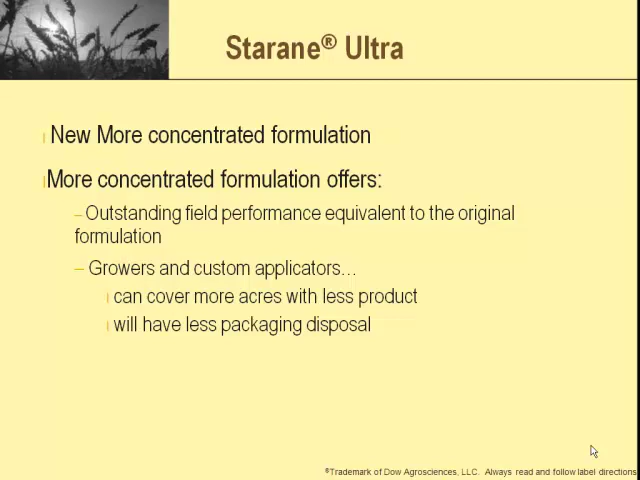 Starane® Ultra
New More concentrated formulation
More concentrated formulation offers:
– Outstanding field performance equivalent to the original
formulation
– Growers and custom applicators…
can cover more acres with less product
will have less packaging disposal
®Trademark of Dow Agrosciences, LLC. Always read and follow label directions